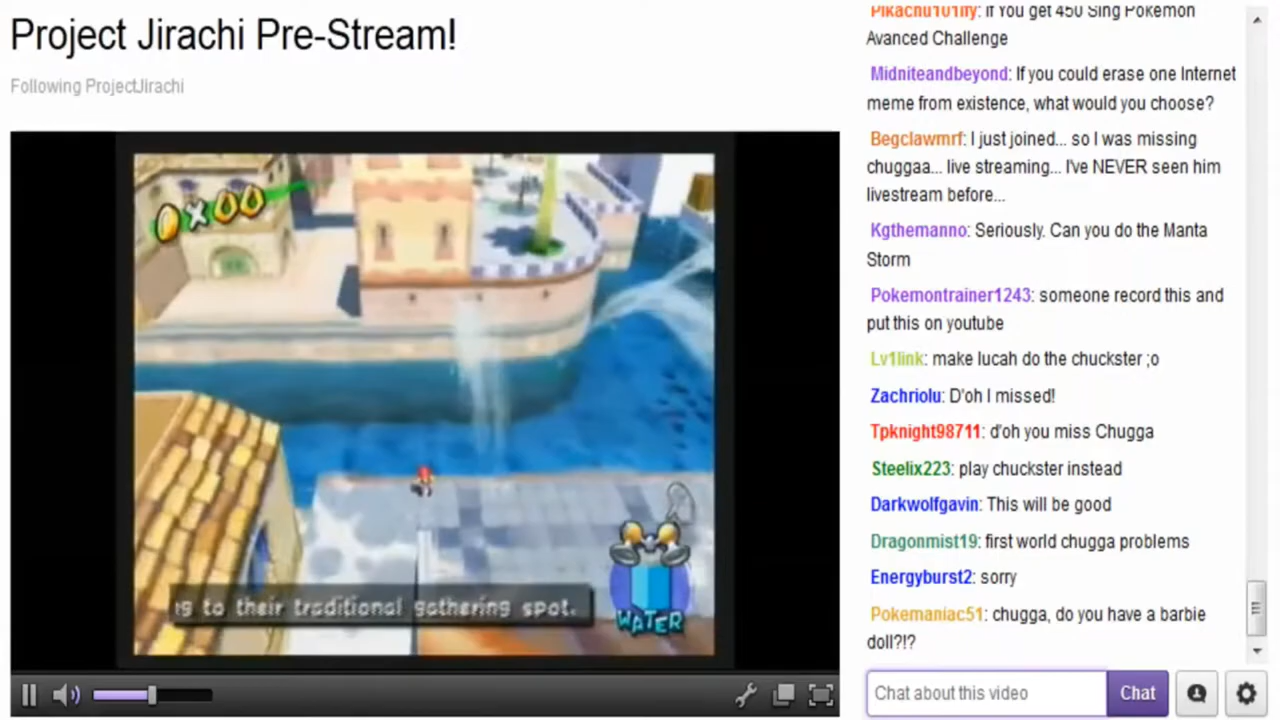 Project Jirachi Pre-Stream!
Following ProjectJirachi
x00
ig to their traditional gathering spot.
WATER
Pikachu101ify: If You get 450 Sing Pokemon
Avanced Challenge
Midniteandbeyond: If you could erase one Internet
meme from existence, what would you choose?
Begclawmrf: I just joined... so I was missing
chuggaa... live streaming... I've NEVER seen him
livestream before...
Kgthemanno: Seriously. Can you do the Manta
Storm
Pokemontrainer1243: someone record this and
put this on youtube
Lv1link: make lucah do the chuckster ;o
Zachriolu: D'oh I missed!
Tpknight98711: d'oh you miss Chugga
Steelix223: play chuckster instead
Darkwolfgavin: This will be good
Dragonmist19: first world chugga problems
Energyburst2: sorry
Pokemaniac51: chugga, do you have a barbie
doll?!?
Chat about this video
Chat